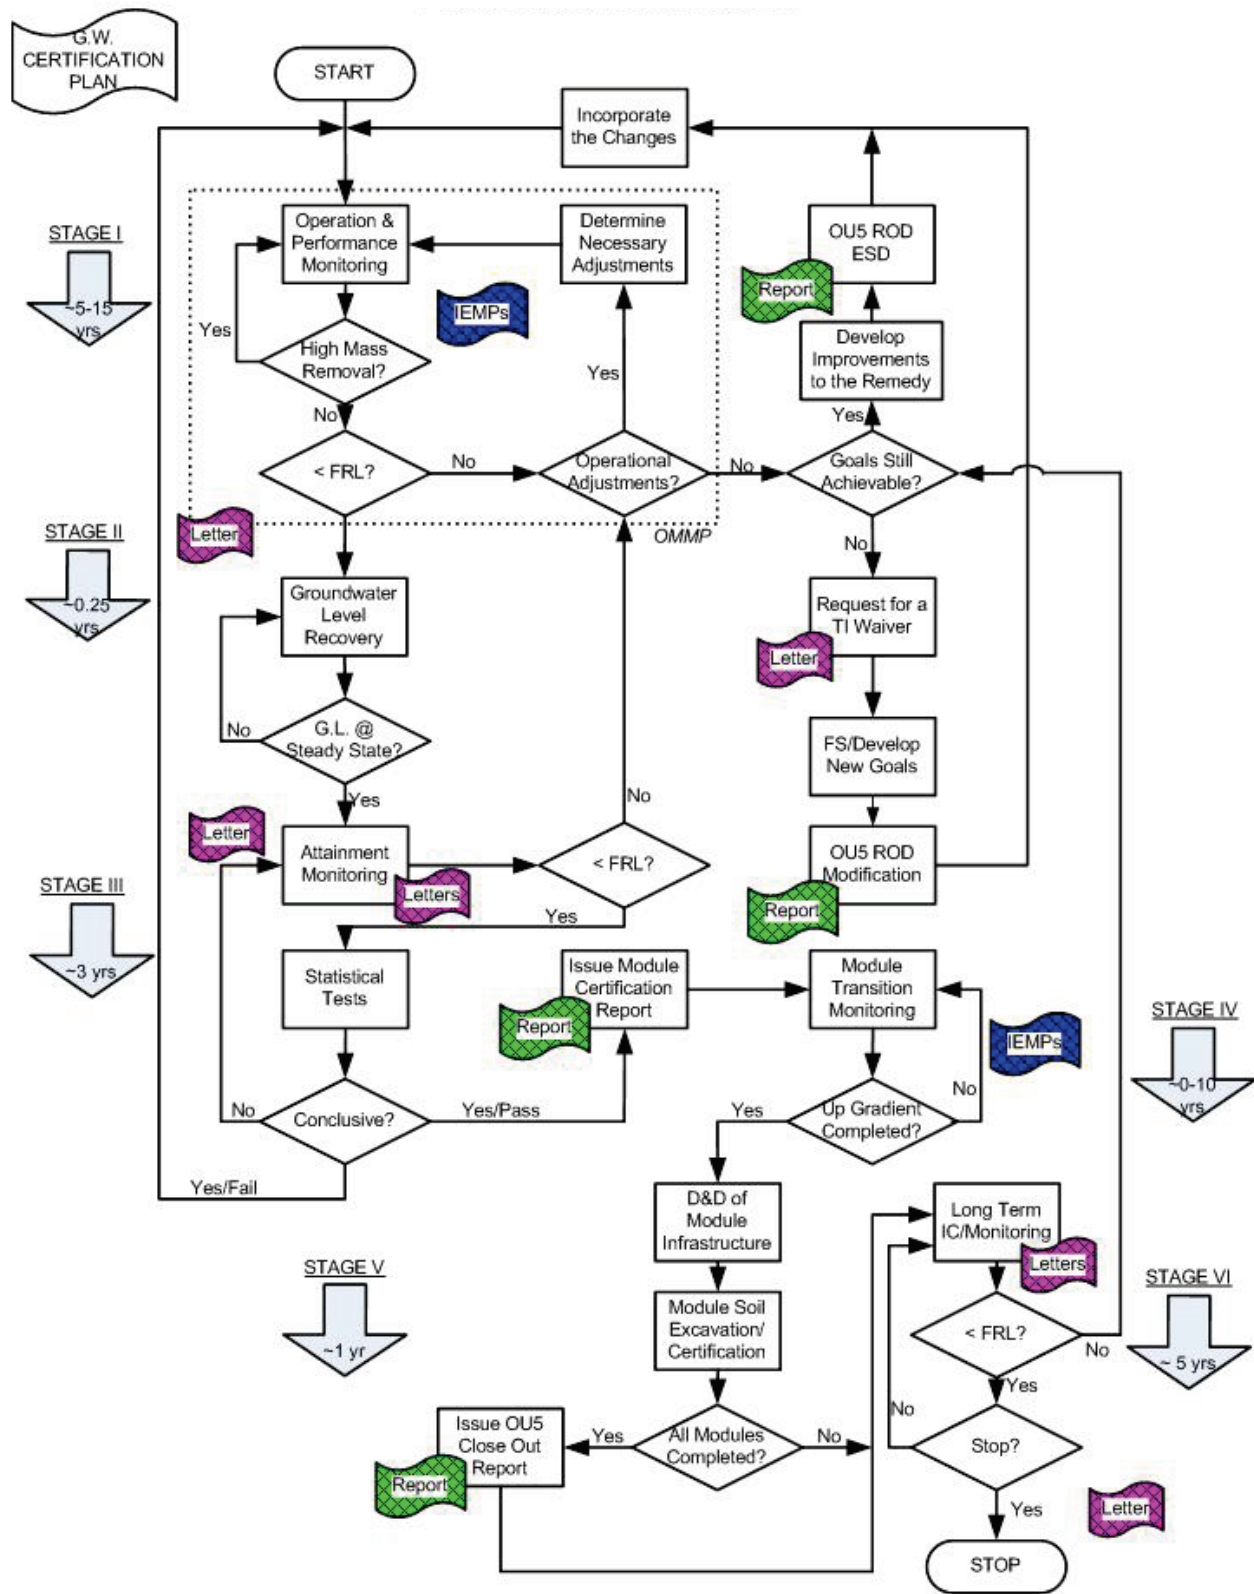 G.W.
CERTIFICATION
PLAN
START
Incorporate
the Changes
STAGE I
~5-15
yrs
Operation &
Performance
Monitoring
Determine
Necessary
Adjustments
OU5 ROD
ESD
Report
IEMPs
Yes
High Mass
Removal?
Yes
Develop
Improvements
to the Remedy
No
Yes
< FRL?
No
Operational
Adjustments?
No
Goals Still
Achievable?
STAGE II
~0.25
yrs
Letter
OMMP
No
Groundwater
Level
Recovery
Request for a
TI Waiver
Letter
No
G.L. @
Steady State?
FS/Develop
New Goals
Yes
No
Letter
Attainment
Monitoring
Letters
< FRL?
OU5 ROD
Modification
Report
STAGE III
~3 yrs
Yes
Statistical
Tests
Issue Module
Certification
Report
Report
Module
Transition
Monitoring
IEMPs
STAGE IV
~0-10
yrs
No
No
Conclusive?
Yes/Pass
Yes
Up Gradient
Completed?
Yes/Fail
D&D of
Module
Infrastructure
Long Term
IC/Monitoring
Letters
STAGE V
~1 yr
STAGE VI
~ 5 yrs
Module Soil
Excavation/
Certification
< FRL?
No
Yes
No
Issue OU5
Close Out
Report
Report
Yes
All Modules
Completed?
No
Stop?
Yes
Letter
STOP